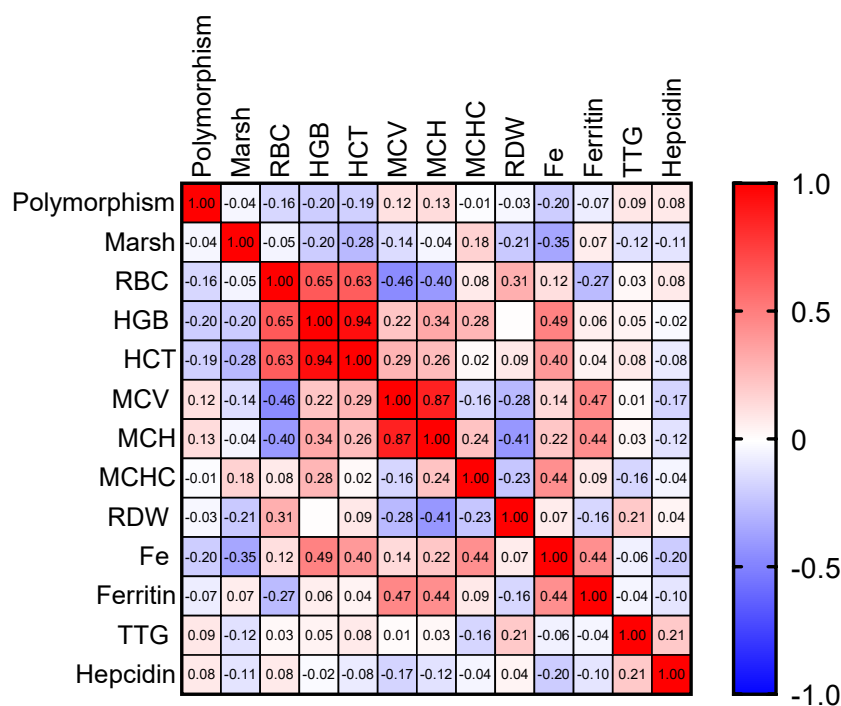 Polymorphism Marsh RBC HGB HCT MCV MCH MCHC RDW Fe Ferritin TTG Hepcidin
Polymorphism 1.00 -0.04 -0.16 -0.20 -0.19 0.12 0.13 -0.01 -0.03 -0.20 -0.07 0.09 0.08
Marsh -0.04 1.00 -0.05 -0.20 -0.28 -0.14 -0.04 0.18 -0.21 -0.35 0.07 -0.12 -0.11
RBC -0.16 -0.05 1.00 0.65 0.63 -0.46 -0.40 0.08 0.31 0.12 -0.27 0.03 0.08
HGB -0.20 -0.20 0.65 1.00 0.94 0.22 0.34 0.28 0.49 0.06 0.05 -0.02
HCT -0.19 -0.28 0.63 0.94 1.00 0.29 0.26 0.02 0.09 0.40 0.04 0.08 -0.08
MCV 0.12 -0.14 -0.46 0.22 0.29 1.00 0.87 -0.16 -0.28 0.14 0.47 0.01 -0.17
MCH 0.13 -0.04 -0.40 0.34 0.26 0.87 1.00 0.24 -0.41 0.22 0.44 0.03 -0.12
MCHC -0.01 0.18 0.08 0.28 0.02 -0.16 0.24 1.00 -0.23 0.44 0.09 -0.16 -0.04
RDW -0.03 -0.21 0.31 0.09 -0.28 -0.41 -0.23 1.00 0.07 -0.16 0.21 0.04
Fe -0.20 -0.35 0.12 0.49 0.40 0.14 0.22 0.44 0.07 1.00 0.44 -0.06 -0.20
Ferritin -0.07 0.07 -0.27 0.06 0.04 0.47 0.44 0.09 -0.16 0.44 1.00 -0.04 -0.10
TTG 0.09 -0.12 0.03 0.05 0.08 0.01 0.03 -0.16 0.21 -0.06 -0.04 1.00 0.21
Hepcidin 0.08 -0.11 0.08 -0.02 -0.08 -0.17 -0.12 -0.04 0.04 -0.20 -0.10 0.21 1.00
1.0
0.5
0
-0.5
-1.0